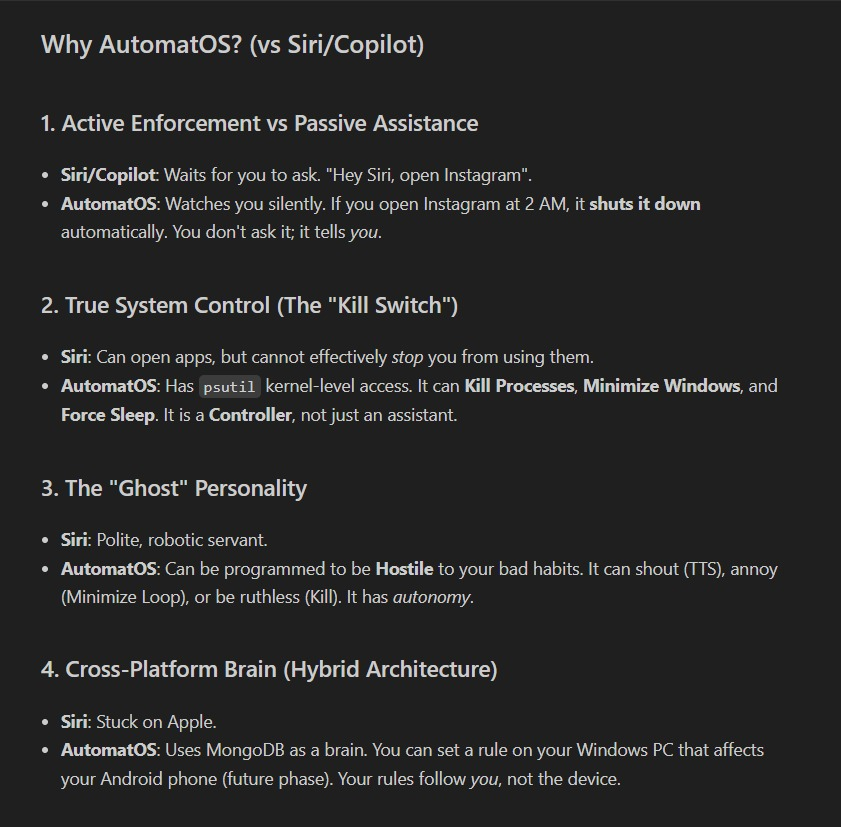 Why AutomatOS? (vs Siri/Copilot)
1. Active Enforcement vs Passive Assistance
• Siri/Copilot: Waits for you to ask. "Hey Siri, open Instagram".
• AutomatOS: Watches you silently. If you open Instagram at 2 AM, it shuts it down
automatically. You don't ask it; it tells you.
2. True System Control (The "Kill Switch")
• Siri: Can open apps, but cannot effectively stop you from using them.
• AutomatOS: Has psutil kernel-level access. It can Kill Processes, Minimize Windows, and
Force Sleep. It is a Controller, not just an assistant.
3. The "Ghost" Personality
• Siri: Polite, robotic servant.
• AutomatOS: Can be programmed to be Hostile to your bad habits. It can shout (TTS), annoy
(Minimize Loop), or be ruthless (Kill). It has autonomy.
4. Cross-Platform Brain (Hybrid Architecture)
• Siri: Stuck on Apple.
• AutomatOS: Uses MongoDB as a brain. You can set a rule on your Windows PC that affects
your Android phone (future phase). Your rules follow you, not the device.